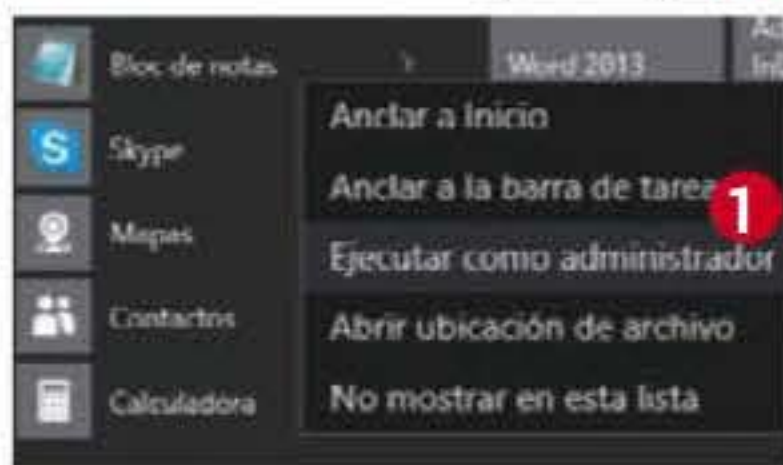 Bloc de notas
Word 2013
Skype
Mapas
Contactos
Calculadora
Anclar a Inicio
Anclar a la barra de tarea
1
Ejecutar como administrador
Abrir ubicación de archivo
No mostrar en esta lista